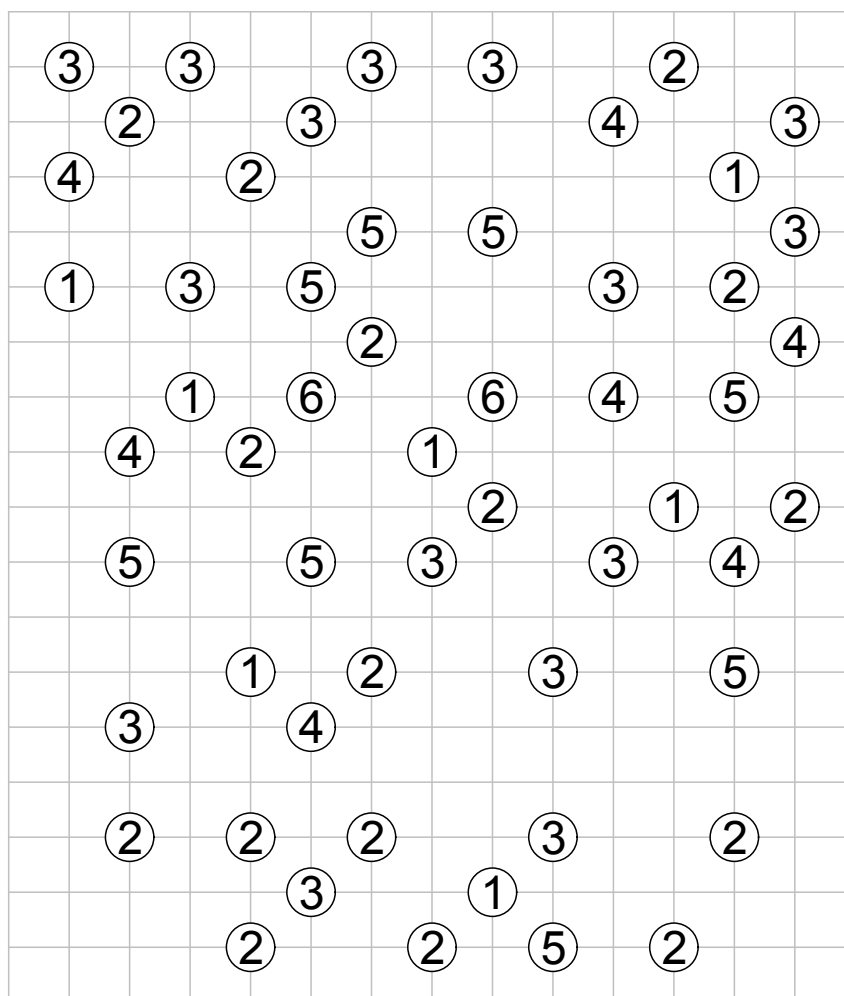 3 3 3 3 2
2 3 4 3
4 2 1
5 5 3
1 3 5 3 2
2 4
1 6 6 4 5
4 2 1
2 1 2
5 5 3 3 4
1 2 3 5
3 4
2 2 2 3 2
3 1
2 2 5 2